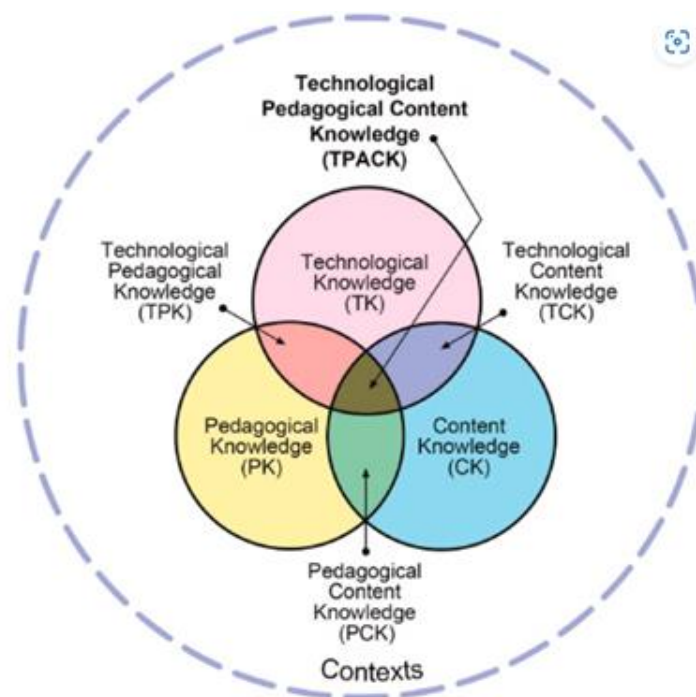 Technological
Pedagogical Content
Knowledge
(TPACK)
Technological
Pedagogical
Knowledge
(TPK)
Technological
Knowledge
(TK)
Technological
Content
Knowledge
(TCK)
Pedagogical
Knowledge
(PK)
Content
Knowledge
(CK)
Pedagogical
Content
Knowledge
(PCK)
Contexts